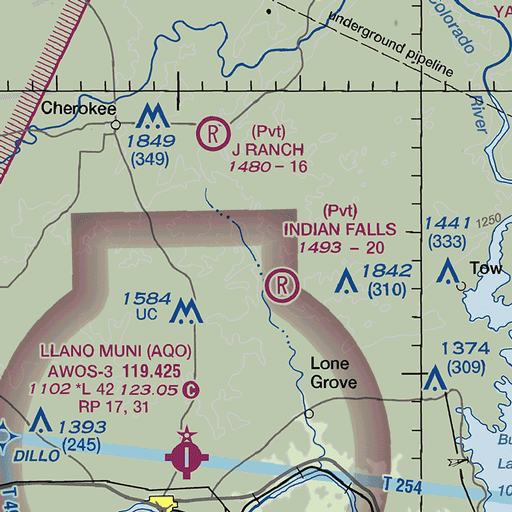 YA
Colorado
River
underground pipeline
Cherokee
1849
(349)
R
(Pvt)
J RANCH
1480 - 16
(Pvt)
INDIAN FALLS
1493 - 20
R
1441
(333)
1250
Tow
1842
(310)
1584
UC
LLANO MUNI (AQO)
AWOS-3 119.425
1102 *L 42 123.05 C
RP 17, 31
Lone
Grove
1374
(309)
1393
(245)
DILLO
T 4
T 254
Bu
La
10